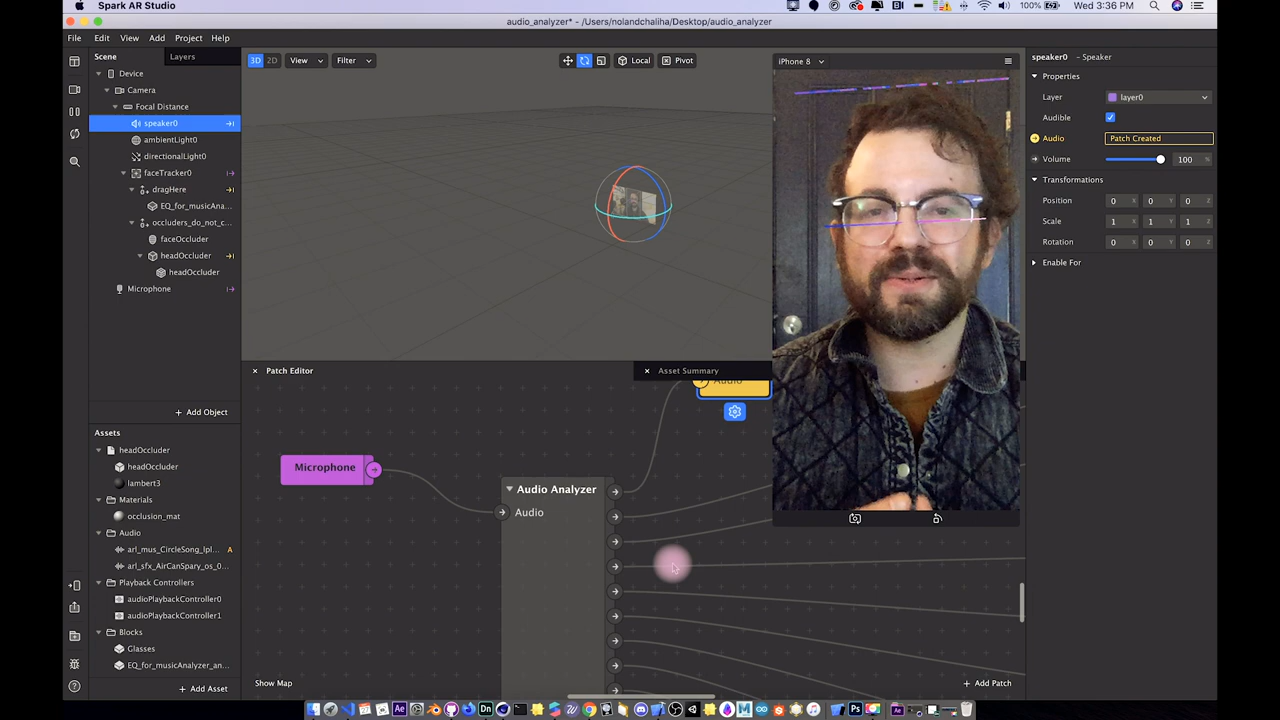 Spark AR Studio
100%
Wed 3:36 PM
audio_analyzer* - /Users/nolandchaliha/Desktop/audio_analyzer
File Edit View Add Project Help
Scene
Layers
Device
Camera
Focal Distance
speaker0
ambientLight0
directionalLight0
faceTracker0
dragHere
EQ_for_musicAna...
occluders_do_not_c...
faceOccluder
headOccluder
headOccluder
Microphone
+ Add Object
Assets
headOccluder
headOccluder
lambert3
Materials
occlusion_mat
Audio
arl_mus_CircleSong_lpl... A
arl_sfx_AirCanSpary_os_0...
Playback Controllers
audioPlaybackController0
audioPlaybackController1
Blocks
Glasses
EQ_for_musicAnalyzer_an...
+ Add Asset
3D 2D
View
Filter
Local
Pivot
iPhone 8
Patch Editor
Asset Summary
Audio
Microphone
Audio Analyzer
Audio
Show Map
+ Add Patch
speaker0 - Speaker
Properties
Layer
layer0
Audible
Audio
Patch Created
Volume
100 %
Transformations
Position 0 X 0 Y 0 Z
Scale 1 X 1 Y 1 Z
Rotation 0 X 0 Y 0 Z
Enable For